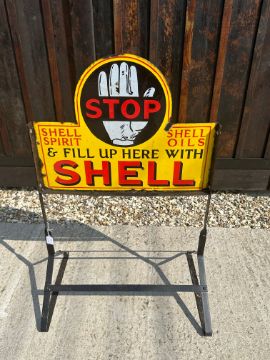 STOP
SHELL SPIRIT
SHELL OILS
& FILL UP HERE WITH
SHELL